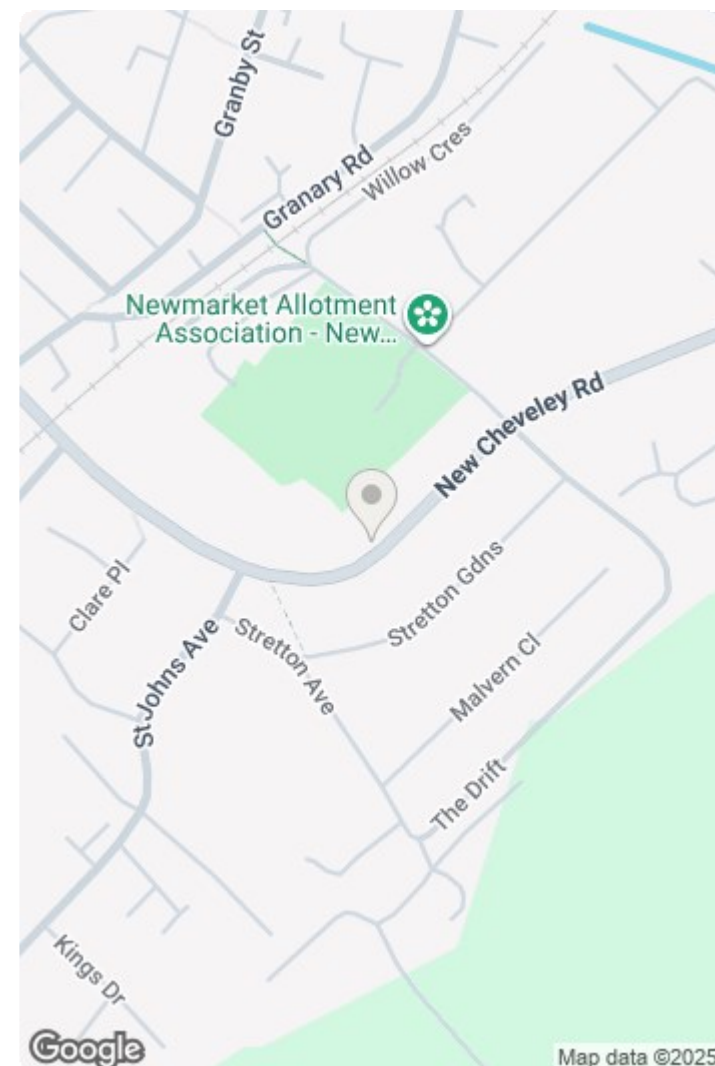 Granby St
Granary Rd
Willow Cres
Newmarket Allotment
Association - New...
New Cheveley Rd
Clare Pl
Stretton Gdns
St Johns Ave
Stretton Ave
Malvern Cl
The Drift
Kings Dr
Google
Map data ©2025